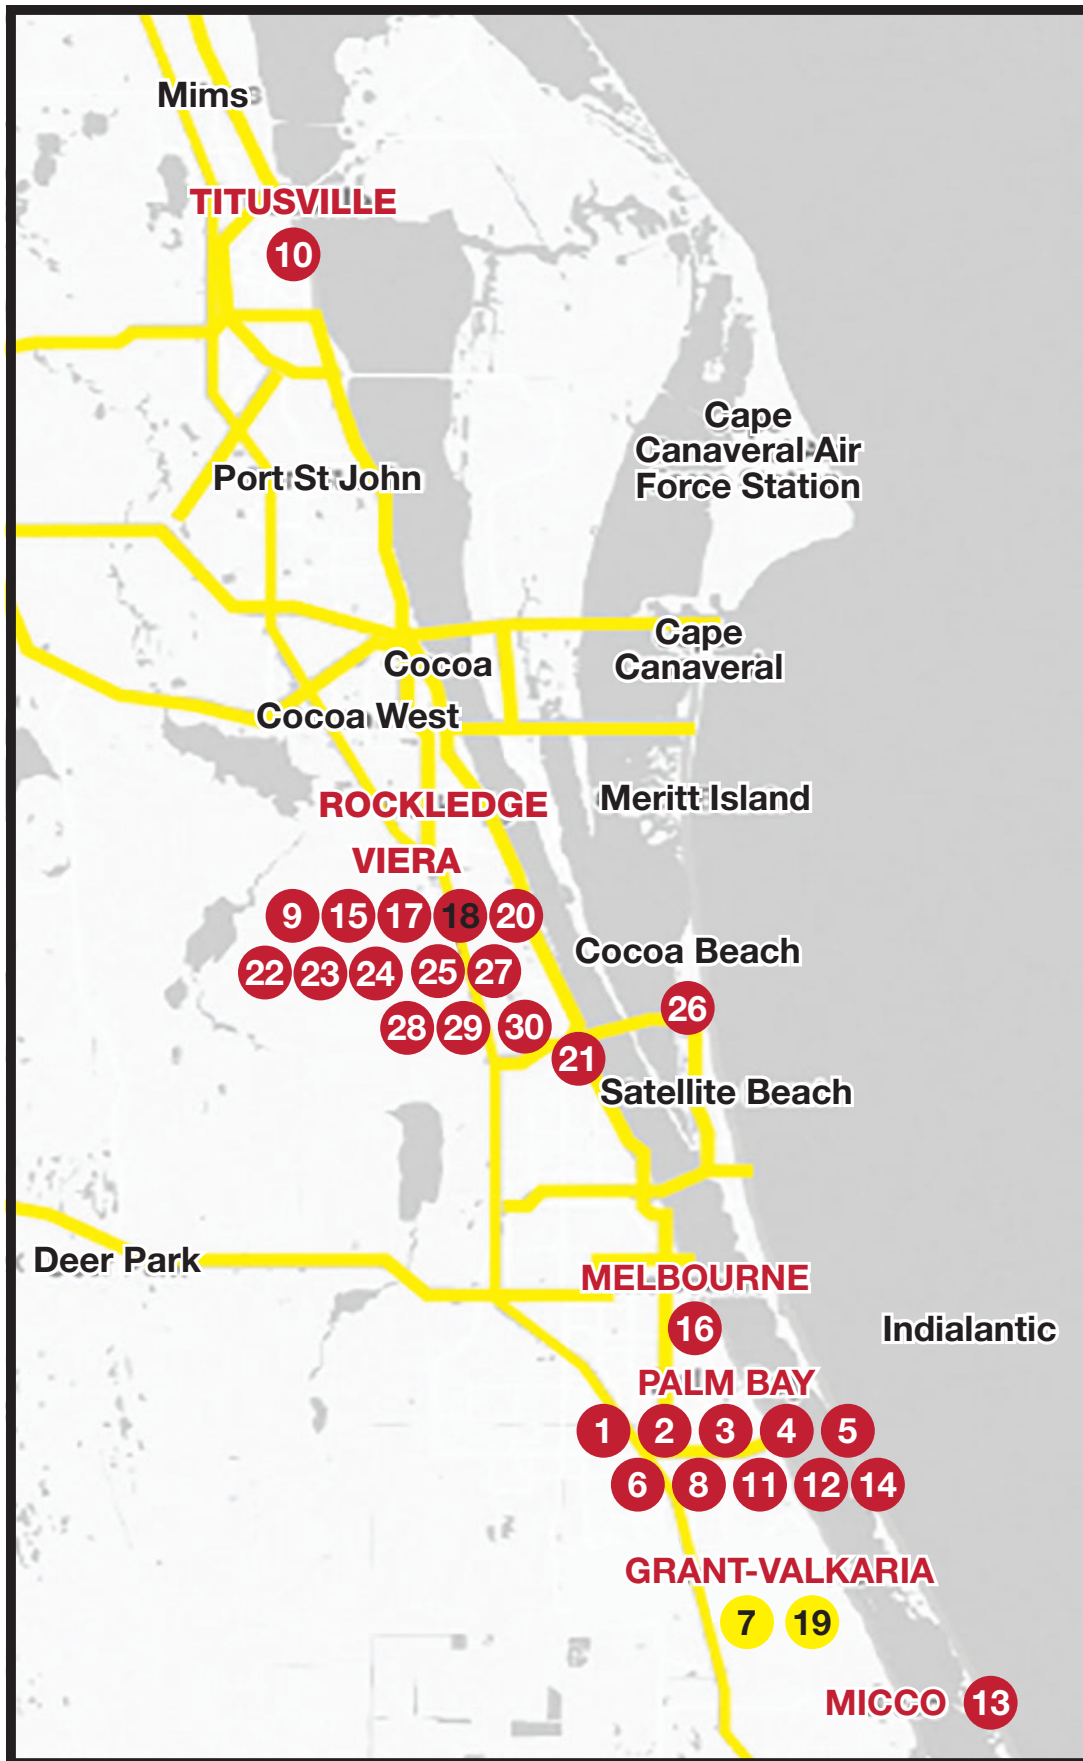 Mims
TITUSVILLE
10
Cape
Canaveral Air
Force Station
Port St John
Cape
Canaveral
Cocoa
Cocoa West
Meritt Island
ROCKLEDGE
VIERA
9 15 17 18 20
Cocoa Beach
22 23 24 25 27
26
28 29 30
21
Satellite Beach
Deer Park
MELBOURNE
16
Indialantic
PALM BAY
1 2 3 4 5
6 8 11 12 14
GRANT-VALKARIA
7 19
MICCO 13